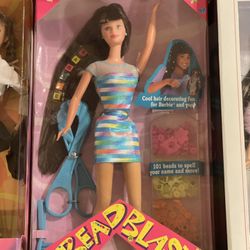 Cool hair decorating fun
for Barbie and you!
101 beads to spell
your name and more!
BEAD BLAST